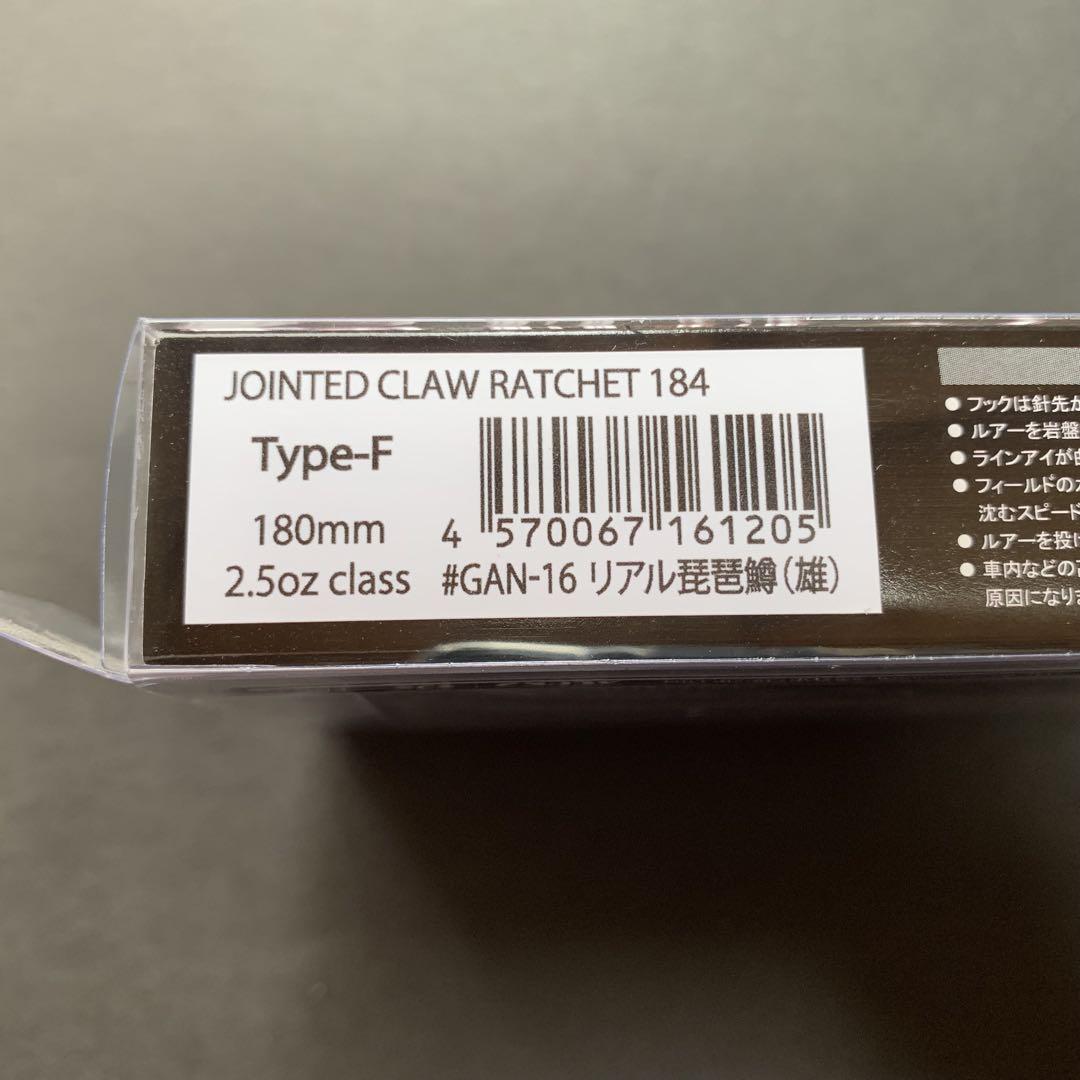 JOINTED CLAW RATCHET 184
Type-F
180mm
2.5oz class
4 570067 161205
#GAN-16 リアル琵琶鱒(雄)
● フックは針先が
● ルアーを岩盤
● ラインアイが
● フィールドの
沈むスピード
● ルアーを投げ
● 車内などの高
原因になりま